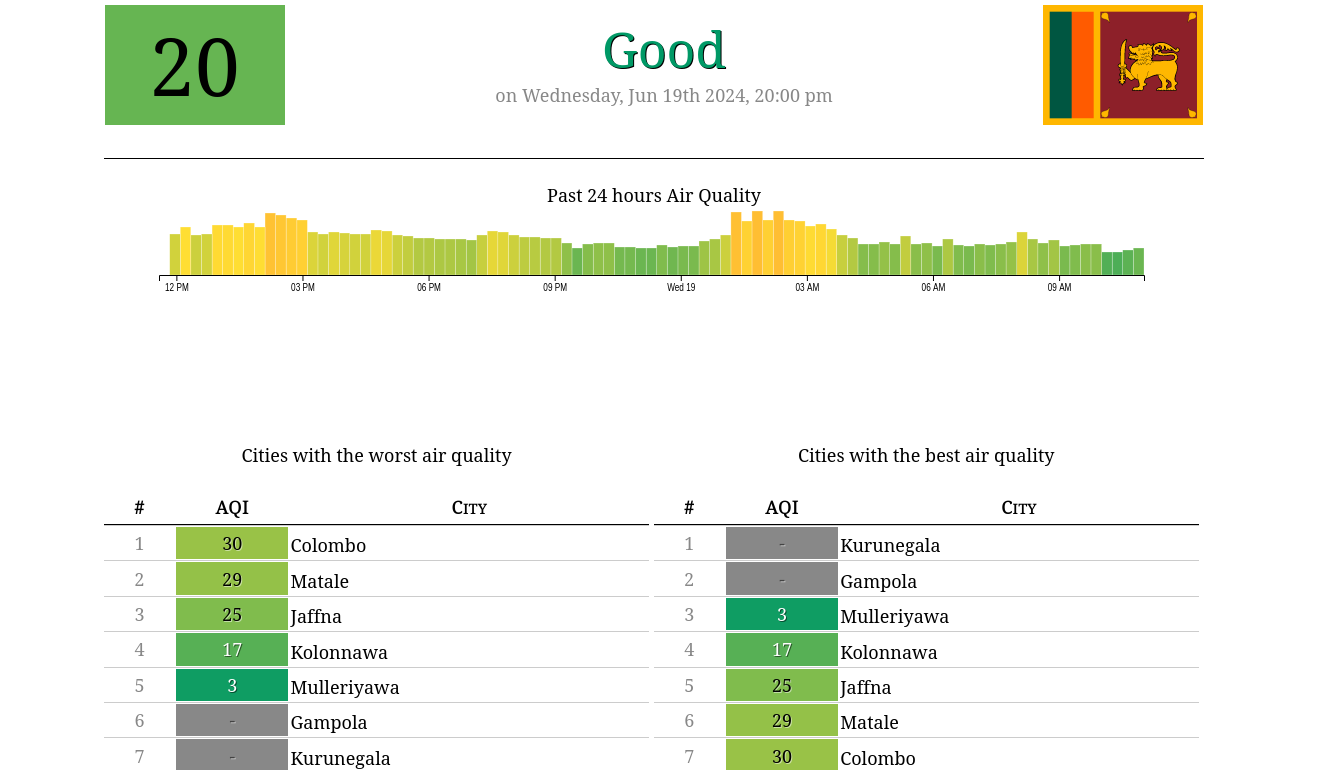 20
Good
on Wednesday, Jun 19th 2024, 20:00 pm
Past 24 hours Air Quality
12 PM 03 PM 06 PM 09 PM Wed 19 03 AM 06 AM 09 AM
Cities with the worst air quality
# AQI City
1 30 Colombo
2 29 Matale
3 25 Jaffna
4 17 Kolonnawa
5 3 Mulleriyawa
6 - Gampola
7 - Kurunegala
Cities with the best air quality
# AQI City
1 - Kurunegala
2 - Gampola
3 3 Mulleriyawa
4 17 Kolonnawa
5 25 Jaffna
6 29 Matale
7 30 Colombo